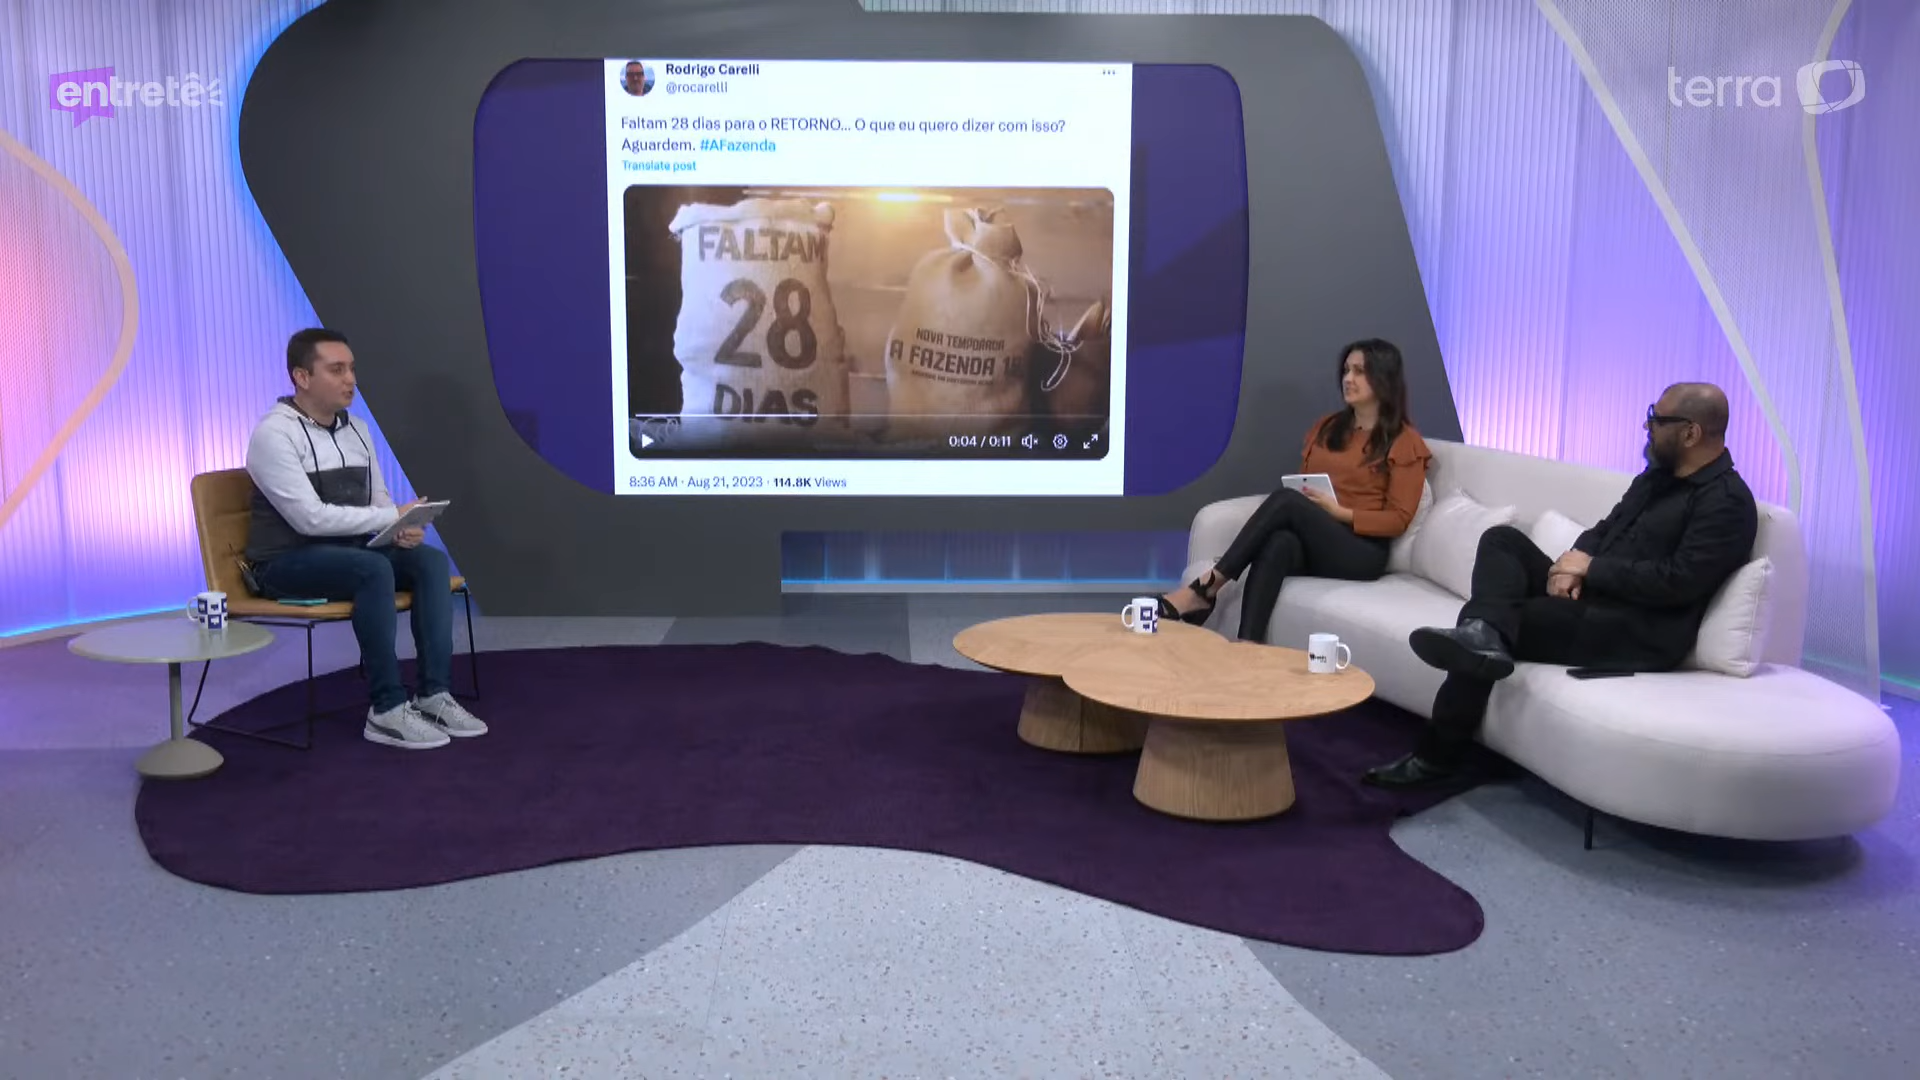 entretê
terra
Rodrigo Carelli
@rocarelli
Faltam 28 dias para o RETORNO... O que eu quero dizer com isso?
Aguardem. #AFazenda
Translate post
FALTAM
28
DIAS
NOVA TEMPORADA
A FAZENDA
0:04 / 0:11
8:36 AM · Aug 21, 2023 · 114.8K Views